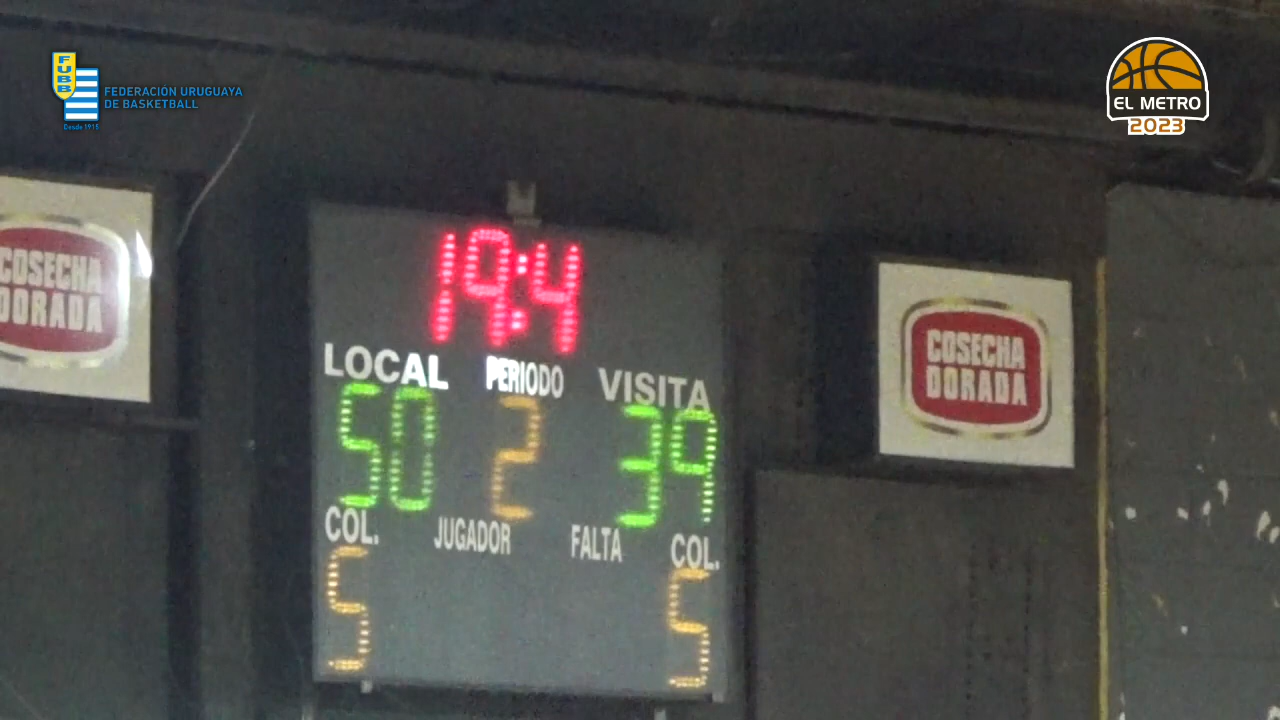 FUBB
FEDERACIÓN URUGUAYA
DE BASKETBALL
Desde 1915
EL METRO
2023
COSECHA
DORADA
19:4
LOCAL PERIODO VISITA
50 2 39
COL. JUGADOR FALTA COL.
5 5
COSECHA
DORADA